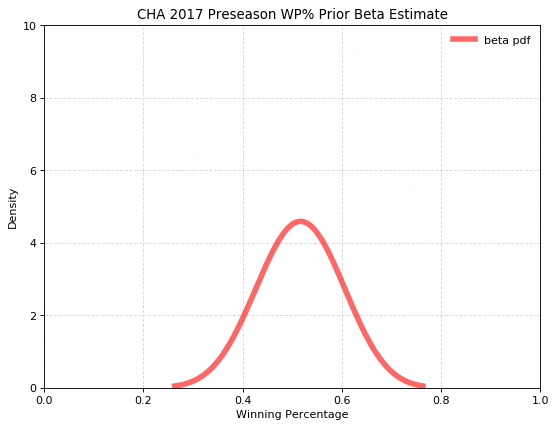 CHA 2017 Preseason WP% Prior Beta Estimate
beta pdf
10
8
6
4
2
0
Density
0.0 0.2 0.4 0.6 0.8 1.0
Winning Percentage